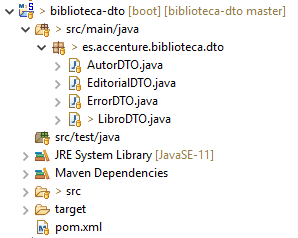 > biblioteca-dto [boot] [biblioteca-dto master]
> src/main/java
> es.accenture.biblioteca.dto
AutorDTO.java
EditorialDTO.java
ErrorDTO.java
> LibroDTO.java
src/test/java
JRE System Library [JavaSE-11]
Maven Dependencies
> src
target
pom.xml